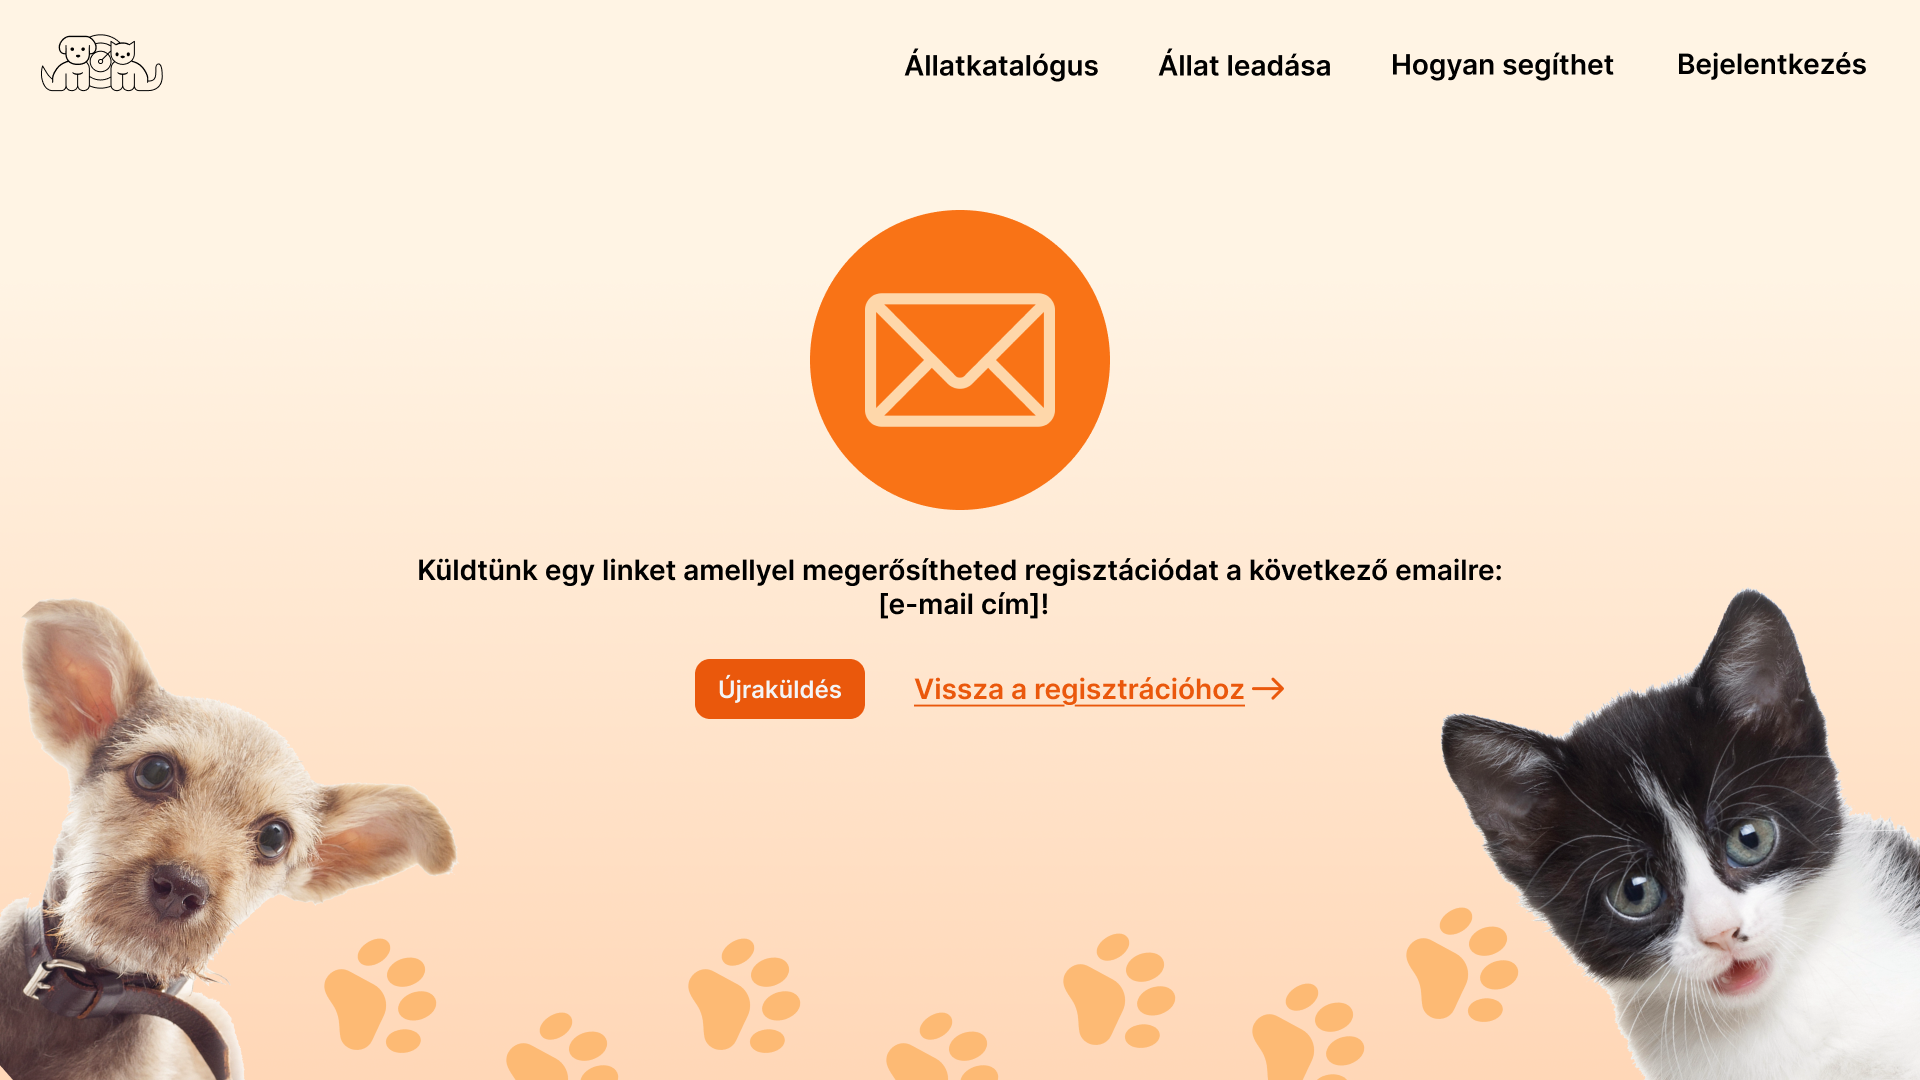 Állatkatalógus
Állat leadása
Hogyan segíthet
Bejelentkezés
Küldtünk egy linket amellyel megerősítheted regisztációdat a következő emailre:
[e-mail cím]!
Újraküldés
Vissza a regisztrációhoz